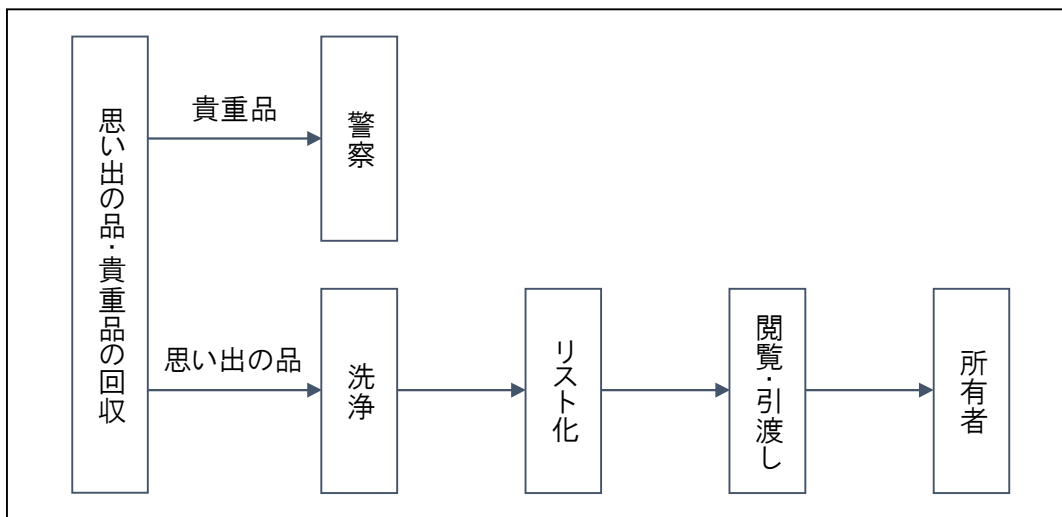 思い出の品・貴重品の回収
貴重品
警察
思い出の品
洗浄
リスト化
閲覧・引渡し
所有者